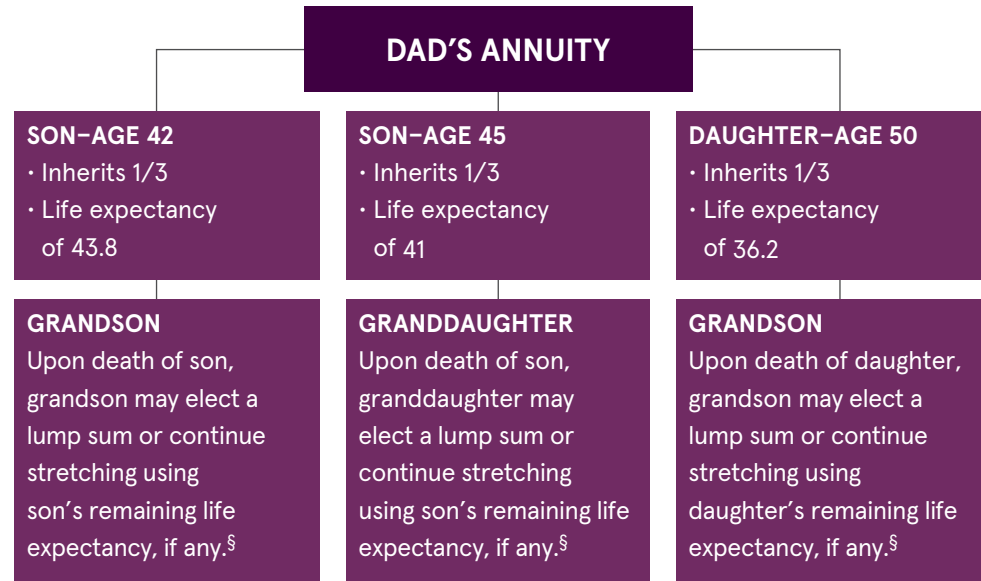 DAD'S ANNUITY
SON–AGE 42
· Inherits 1/3
· Life expectancy
of 43.8
SON–AGE 45
· Inherits 1/3
· Life expectancy
of 41
DAUGHTER–AGE 50
· Inherits 1/3
· Life expectancy
of 36.2
GRANDSON
Upon death of son,
grandson may elect a
lump sum or continue
stretching using
son's remaining life
expectancy, if any.§
GRANDDAUGHTER
Upon death of son,
granddaughter may
elect a lump sum or
continue stretching
using son's remaining life
expectancy, if any.§
GRANDSON
Upon death of daughter,
grandson may elect a
lump sum or continue
stretching using
daughter's remaining life
expectancy, if any.§